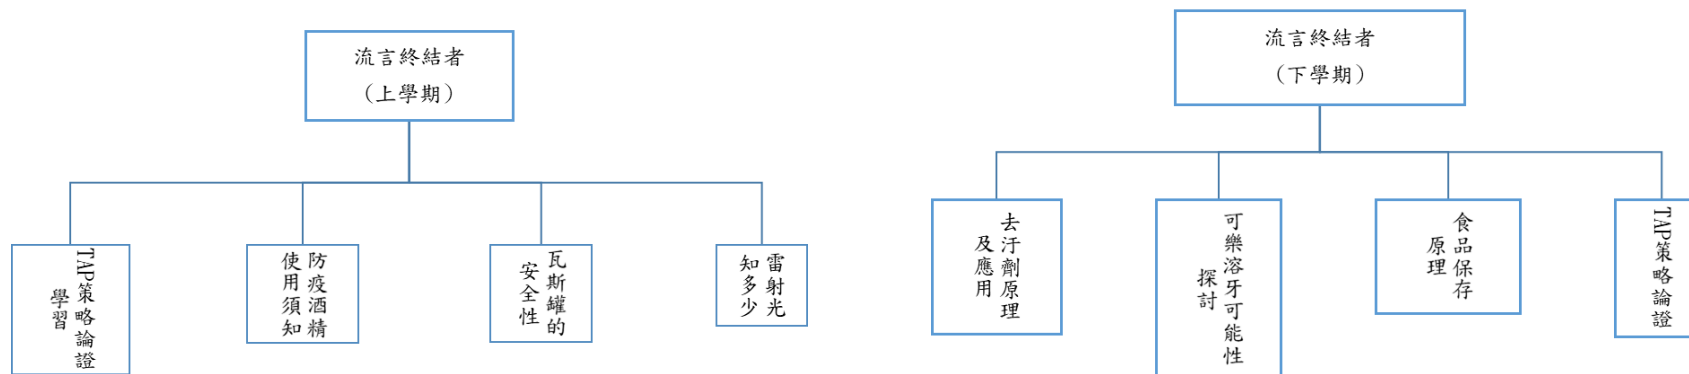 流言終結者
（上學期）
TAP策略論證
學習
防疫酒精
使用須知
瓦斯罐的
安全性
雷射光
知多少
流言終結者
（下學期）
去汙劑原理
及應用
可樂溶牙可能性
探討
食品保存
原理
TAP策略論證